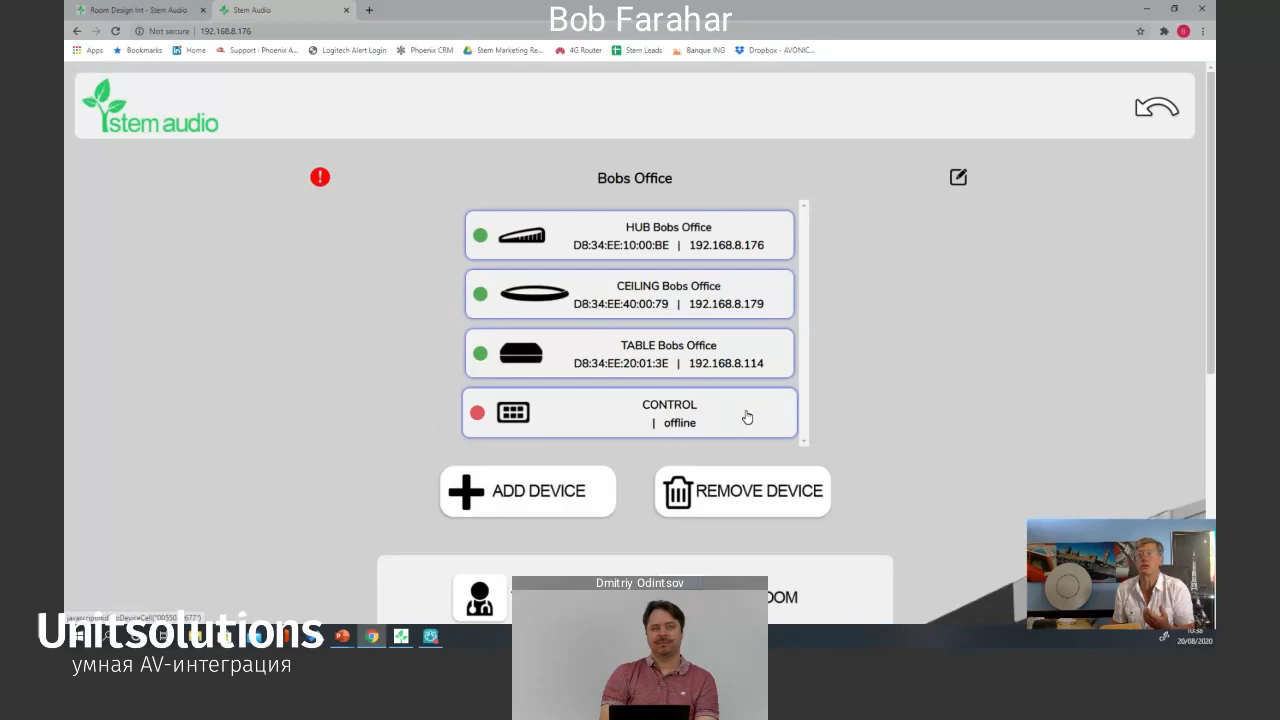 Bob Farahar
Room Design Int - Stem Audio
Stem Audio
Not secure | 192.168.8.176
Apps
Bookmarks
Home
Support : Phoenix A...
Logitech Alert Login
Phoenix CRM
Stem Marketing Re...
4G Router
Stem Leads
Banque ING
Dropbox - AVONIC...
stem audio
Bobs Office
HUB Bobs Office
D8:34:EE:10:00:BE | 192.168.8.176
CEILING Bobs Office
D8:34:EE:40:00:79 | 192.168.8.179
TABLE Bobs Office
D8:34:EE:20:01:3E | 192.168.8.114
CONTROL
| offline
ADD DEVICE
REMOVE DEVICE
Dmitriy Odintsov
OOM
Unitsolutions
умная AV-интеграция
20/08/2020